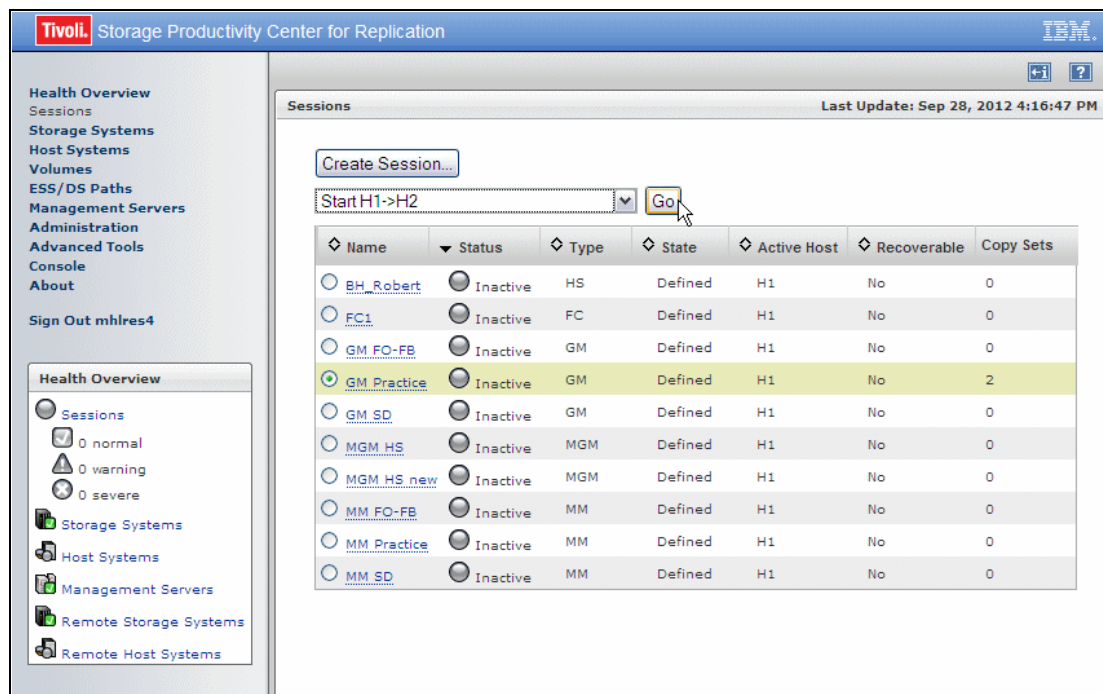 Tivoli. Storage Productivity Center for Replication IBM.
Health Overview
Sessions
Storage Systems
Host Systems
Volumes
ESS/DS Paths
Management Servers
Administration
Advanced Tools
Console
About
Sign Out mhlres4
Health Overview
Sessions
0 normal
0 warning
0 severe
Storage Systems
Host Systems
Management Servers
Remote Storage Systems
Remote Host Systems
?
Sessions Last Update: Sep 28, 2012 4:16:47 PM
Create Session...
Start H1->H2 Go
Name Status Type State Active Host Recoverable Copy Sets
BH_Robert Inactive HS Defined H1 No 0
FC1 Inactive FC Defined H1 No 0
GM FO-FB Inactive GM Defined H1 No 0
GM Practice Inactive GM Defined H1 No 2
GM SD Inactive GM Defined H1 No 0
MGM HS Inactive MGM Defined H1 No 0
MGM HS new Inactive MGM Defined H1 No 0
MM FO-FB Inactive MM Defined H1 No 0
MM Practice Inactive MM Defined H1 No 0
MM SD Inactive MM Defined H1 No 0